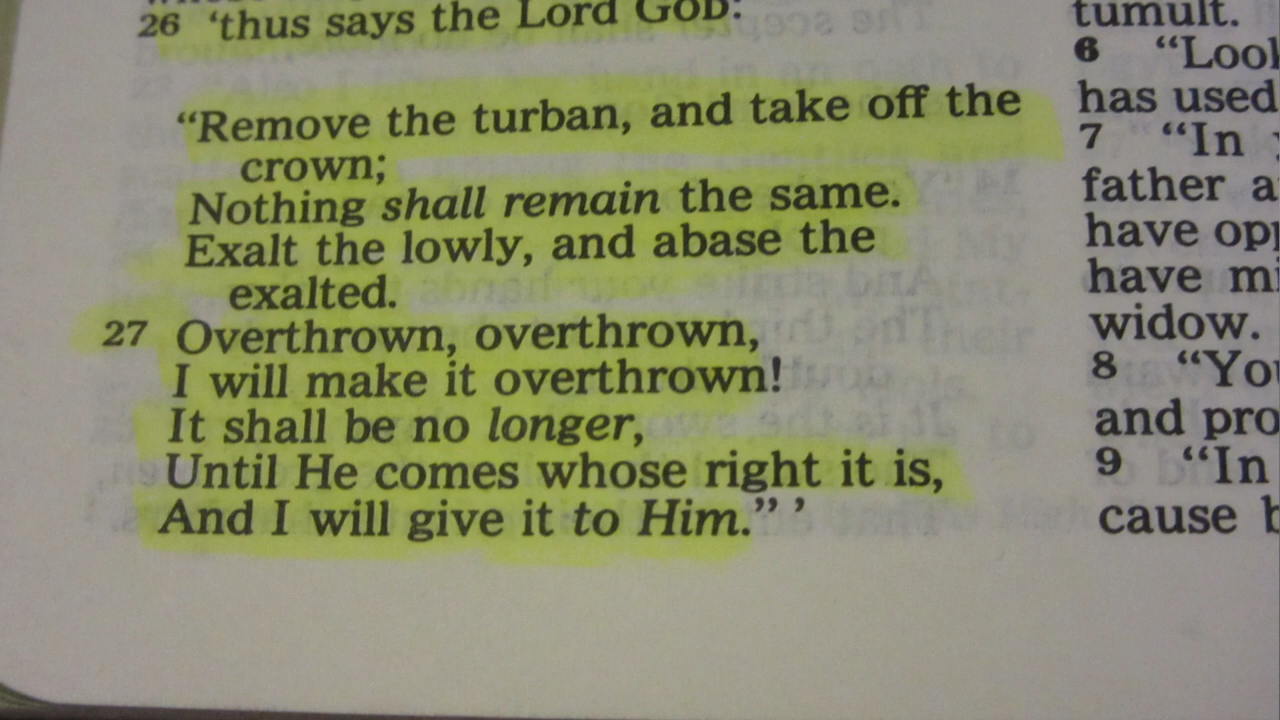 26 ‘thus says the Lord GOD:
“Remove the turban, and take off the
crown;
Nothing shall remain the same.
Exalt the lowly, and abase the
exalted.
27 Overthrown, overthrown,
I will make it overthrown!
It shall be no longer,
Until He comes whose right it is,
And I will give it to Him.” ’
tumult.
6 “Look
has used
7 “In
father a
have opp
have mi
widow.
8 “You
and pro
9 “In
cause b